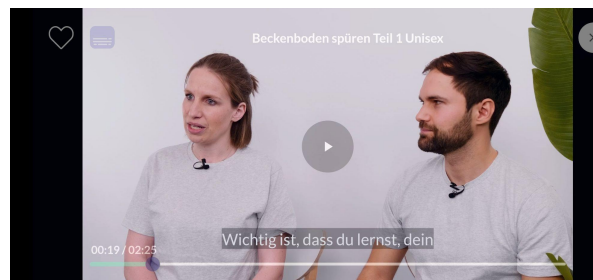 Beckenboden spüren Teil 1 Unisex
Wichtig ist, dass du lernst, dein
00:19 / 02:25